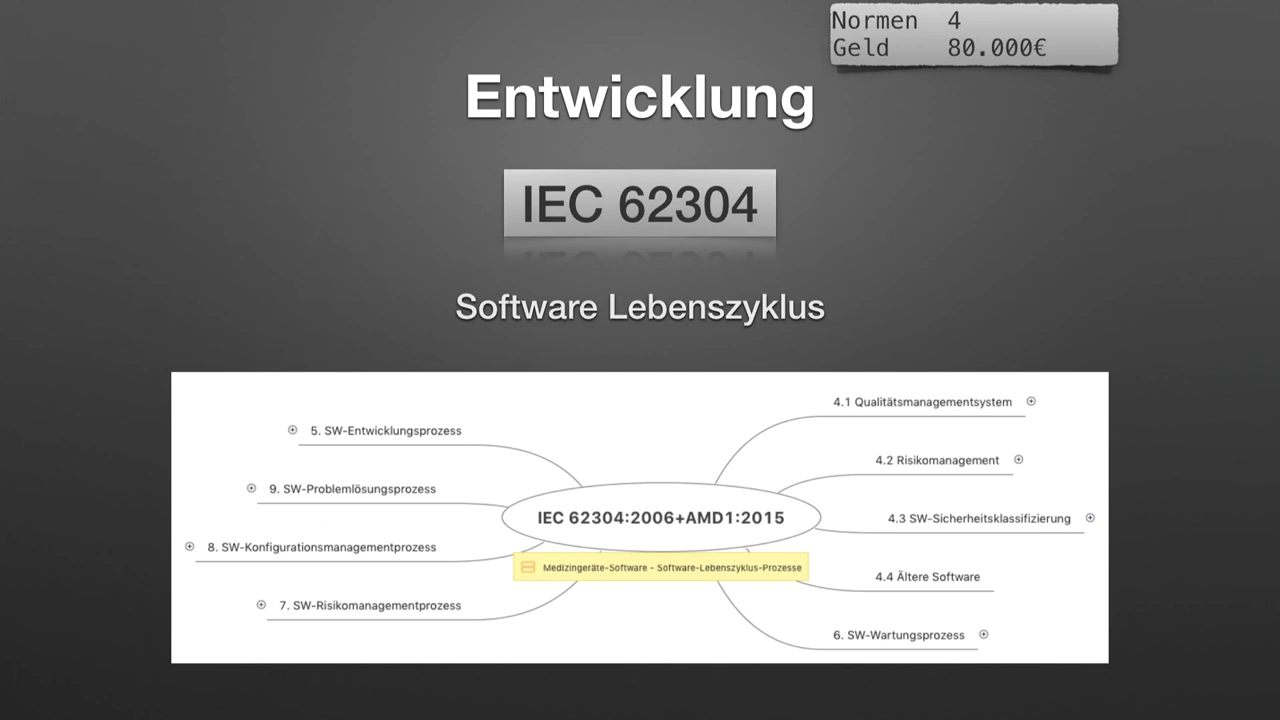 Normen 4
Geld 80.000€
Entwicklung
IEC 62304
Software Lebenszyklus
5. SW-Entwicklungsprozess
9. SW-Problemlösungsprozess
8. SW-Konfigurationsmanagementprozess
7. SW-Risikomanagementprozess
IEC 62304:2006+AMD1:2015
Medizingeräte-Software - Software-Lebenszyklus-Prozesse
4.1 Qualitätsmanagementsystem
4.2 Risikomanagement
4.3 SW-Sicherheitsklassifizierung
4.4 Ältere Software
6. SW-Wartungsprozess